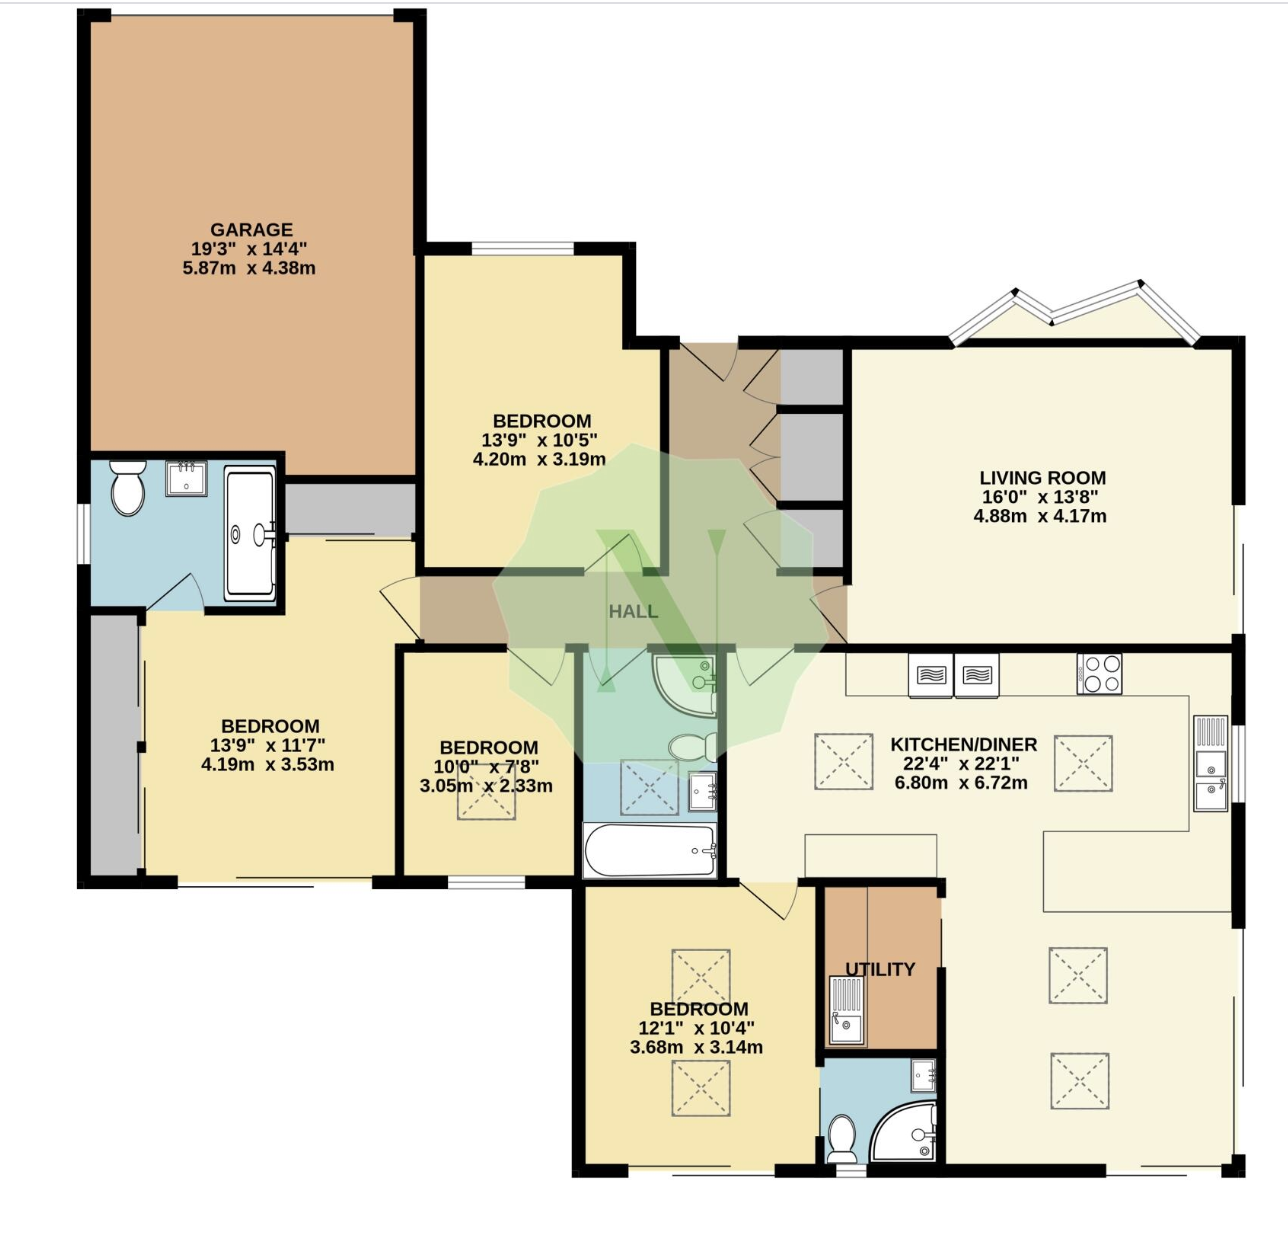 GARAGE
19'3" x 14'4"
5.87m x 4.38m
BEDROOM
13'9" x 10'5"
4.20m x 3.19m
LIVING ROOM
16'0" x 13'8"
4.88m x 4.17m
HALL
BEDROOM
13'9" x 11'7"
4.19m x 3.53m
BEDROOM
10'0" x 7'8"
3.05m x 2.33m
KITCHEN/DINER
22'4" x 22'1"
6.80m x 6.72m
UTILITY
BEDROOM
12'1" x 10'4"
3.68m x 3.14m
N